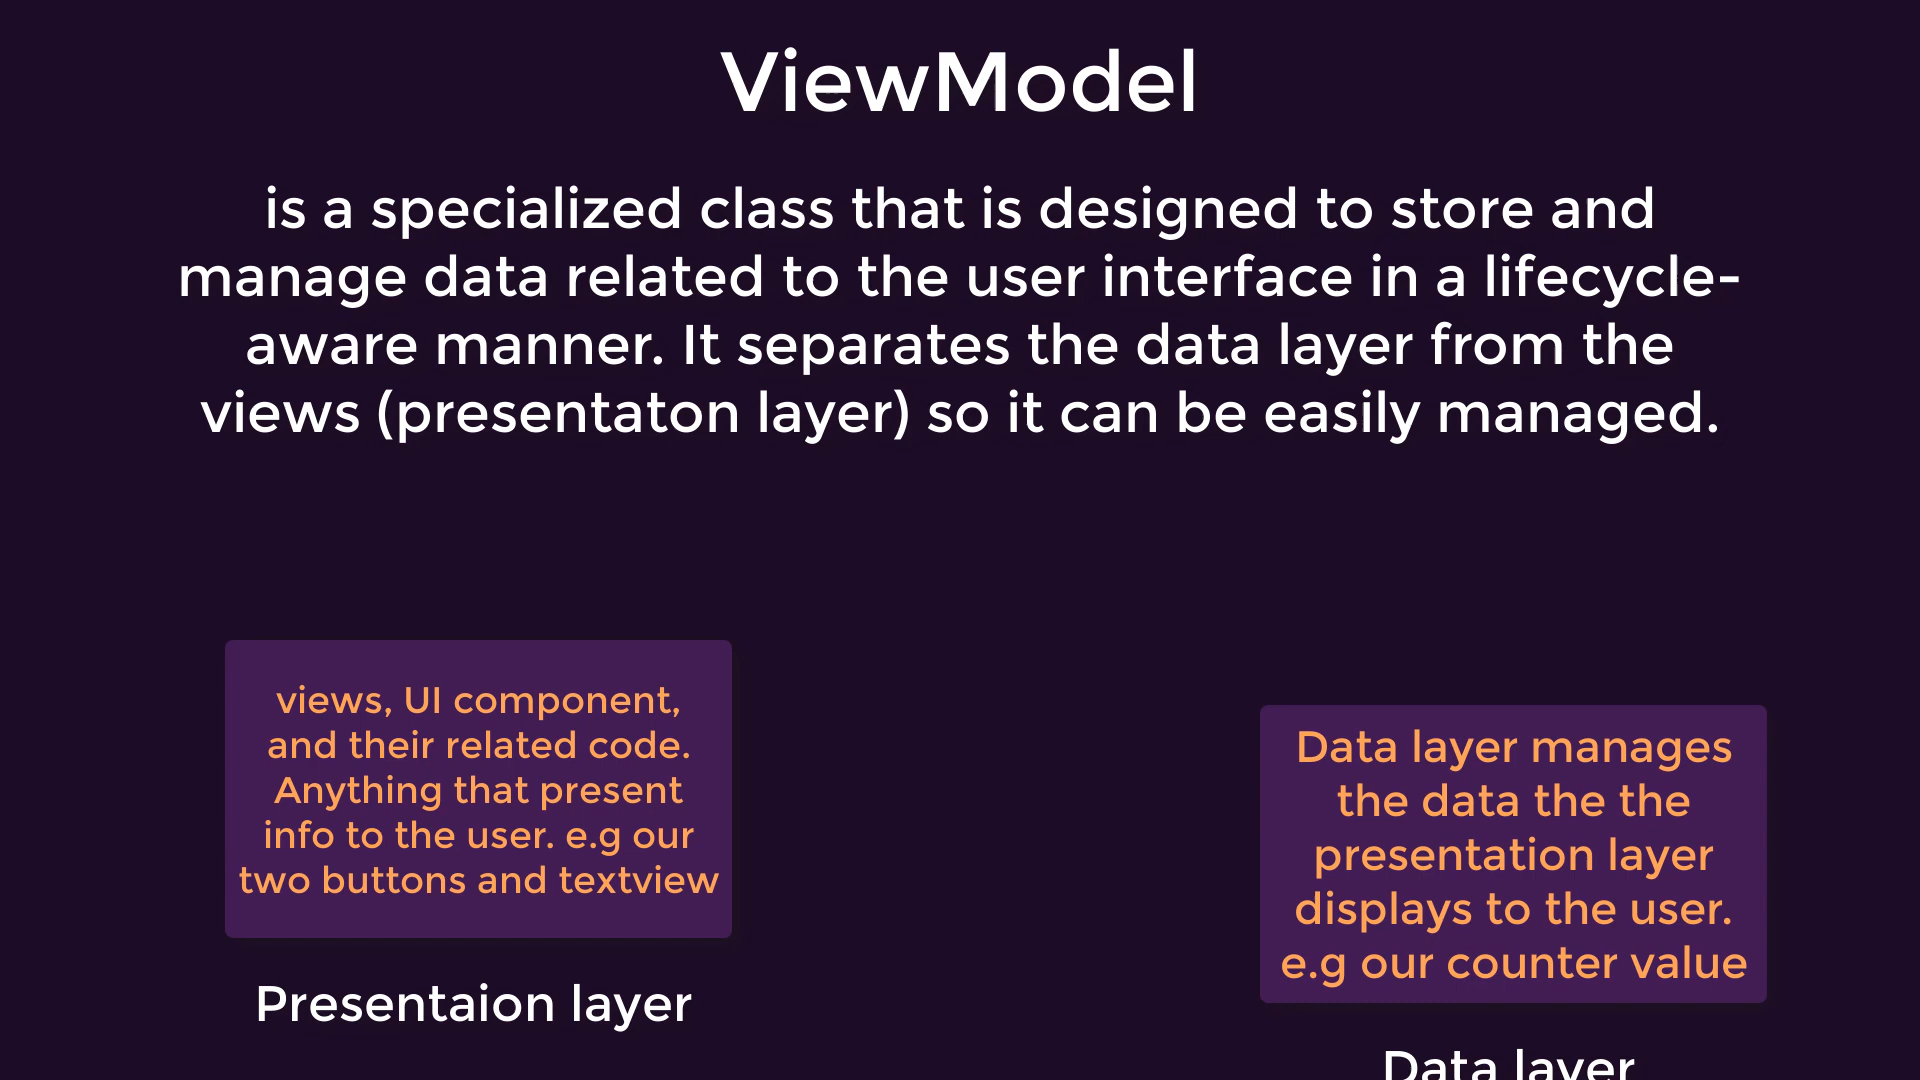 ViewModel
is a specialized class that is designed to store and
manage data related to the user interface in a lifecycle-
aware manner. It separates the data layer from the
views (presentaton layer) so it can be easily managed.
views, UI component,
and their related code.
Anything that present
info to the user. e.g our
two buttons and textview
Presentaion layer
Data layer manages
the data the the
presentation layer
displays to the user.
e.g our counter value
Data layer